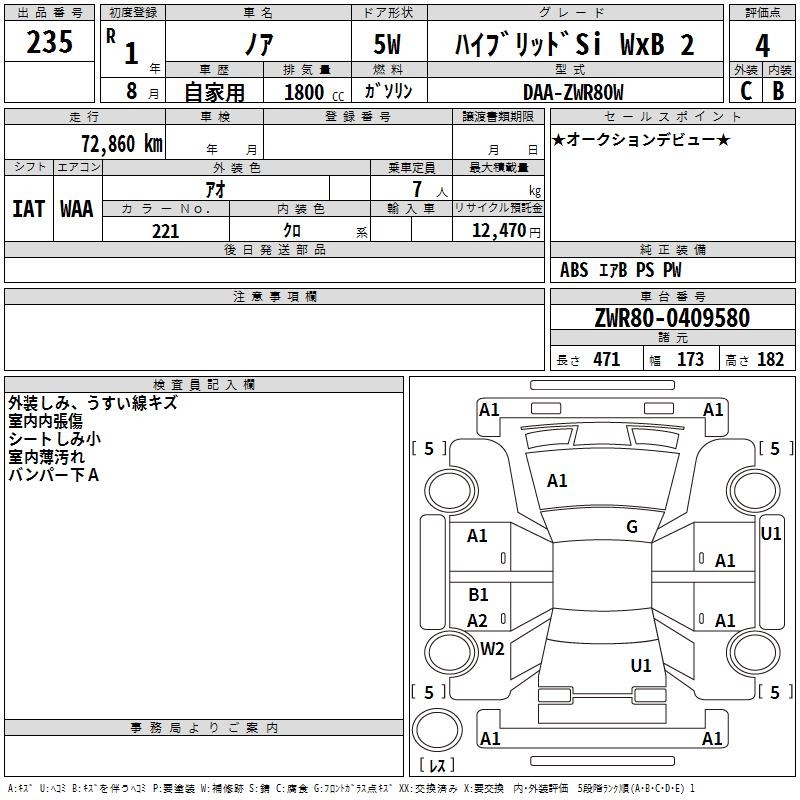 出品番号 初度登録 車名 ドア形状 グレード 評価点
235 R 1 年 ノア 5W ハイブリッドSi WxB 2 4
車歴 排気量 燃料 型式 外装 内装
8 月 自家用 1800 CC ガソリン DAA-ZWR80W C B
走行 車検 登録番号 譲渡書類期限 セールスポイント
72,860 km 年 月 月 日 ★オークションデビュー★
シフト エアコン 外装色 乗車定員 最大積載量
IAT WAA アオ 7 人 kg
カラーNo. 内装色 輸入車 リサイクル預託金
221 クロ 系 12,470 円
後日発送部品 純正装備
ABS エアB PS PW
注意事項欄 車台番号
ZWR80-0409580
諸元
長さ 471 幅 173 高さ 182
検査員記入欄
外装しみ、うすい線キズ
室内内張傷
シートしみ小
室内薄汚れ
バンパー下A
A1 A1
[ 5 ] [ 5 ]
A1
G
A1 U1
A1
B1
A2 A1
W2
U1
[ 5 ] [ 5 ]
A1 A1
[ レス ]
事務局よりご案内
A:キズ U:ヘコミ B:キズを伴うヘコミ P:要塗装 W:補修跡 S:錆 C:腐食 G:フロントガラス点キズ XX:交換済み X:要交換 内・外装評価 5段階ランク順(A・B・C・D・E) 1